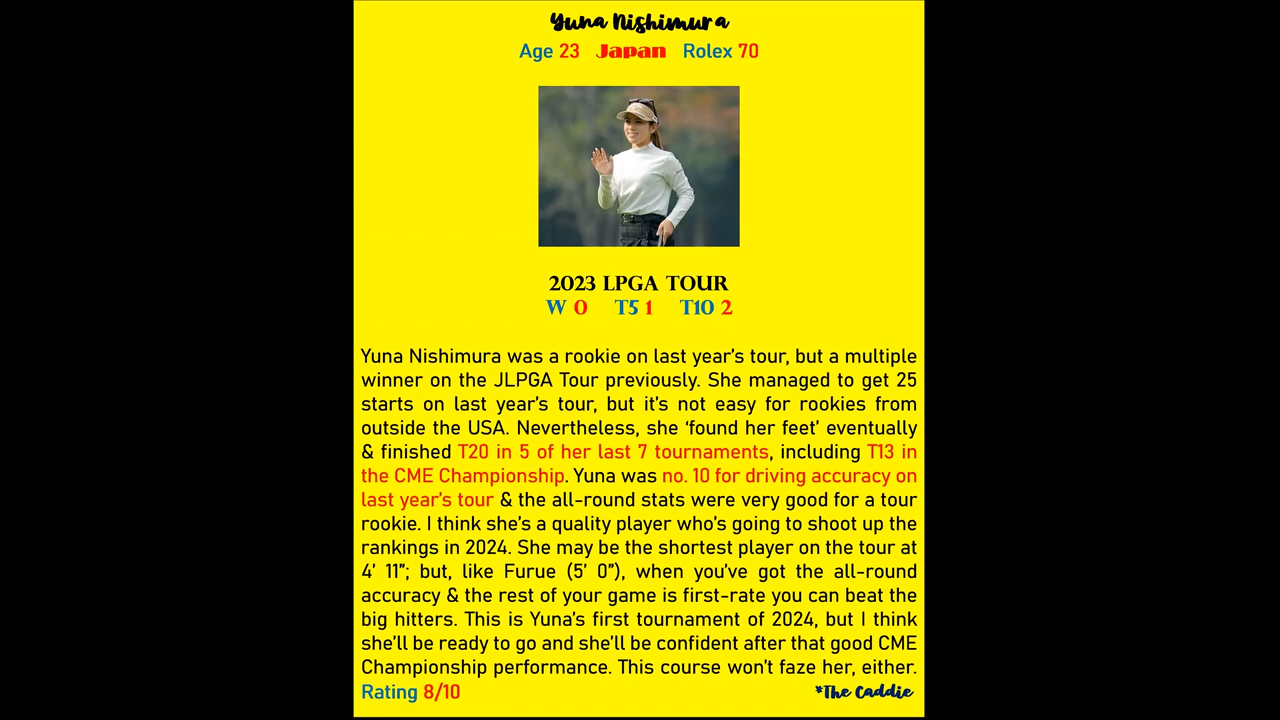 Yuna Nishimura
Age 23 Japan Rolex 70
2023 LPGA TOUR
W 0 T5 1 T10 2
Yuna Nishimura was a rookie on last year's tour, but a multiple
winner on the JLPGA Tour previously. She managed to get 25
starts on last year's tour, but it's not easy for rookies from
outside the USA. Nevertheless, she 'found her feet' eventually
& finished T20 in 5 of her last 7 tournaments, including T13 in
the CME Championship. Yuna was no. 10 for driving accuracy on
last year's tour & the all-round stats were very good for a tour
rookie. I think she's a quality player who's going to shoot up the
rankings in 2024. She may be the shortest player on the tour at
4' 11”; but, like Furue (5' 0”), when you've got the all-round
accuracy & the rest of your game is first-rate you can beat the
big hitters. This is Yuna's first tournament of 2024, but I think
she'll be ready to go and she'll be confident after that good CME
Championship performance. This course won't faze her, either.
Rating 8/10 *The Caddie